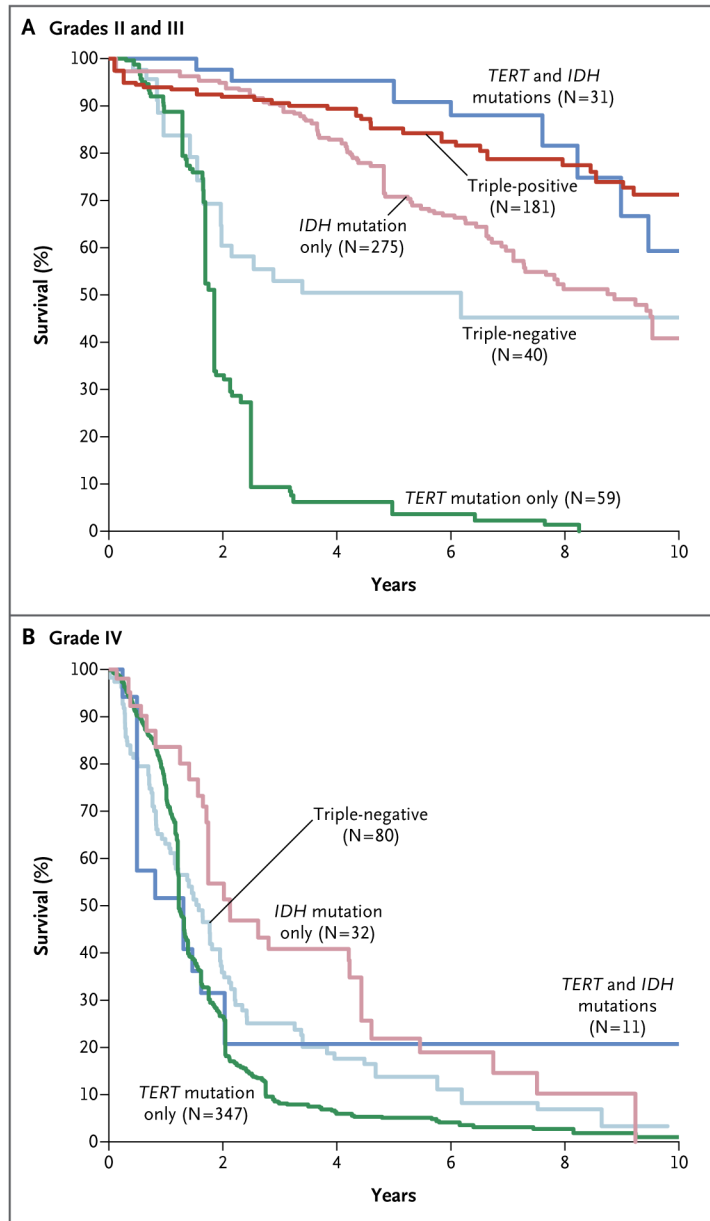 A Grades II and III
100
90
80
70
60
50
40
30
20
10
0
Survival (%)
TERT and IDH
mutations (N=31)
Triple-positive
(N=181)
IDH mutation
only (N=275)
Triple-negative
(N=40)
TERT mutation only (N=59)
0 2 4 6 8 10
Years
B Grade IV
100
90
80
70
60
50
40
30
20
10
0
Survival (%)
Triple-negative
(N=80)
IDH mutation
only (N=32)
TERT and IDH
mutations
(N=11)
TERT mutation
only (N=347)
0 2 4 6 8 10
Years